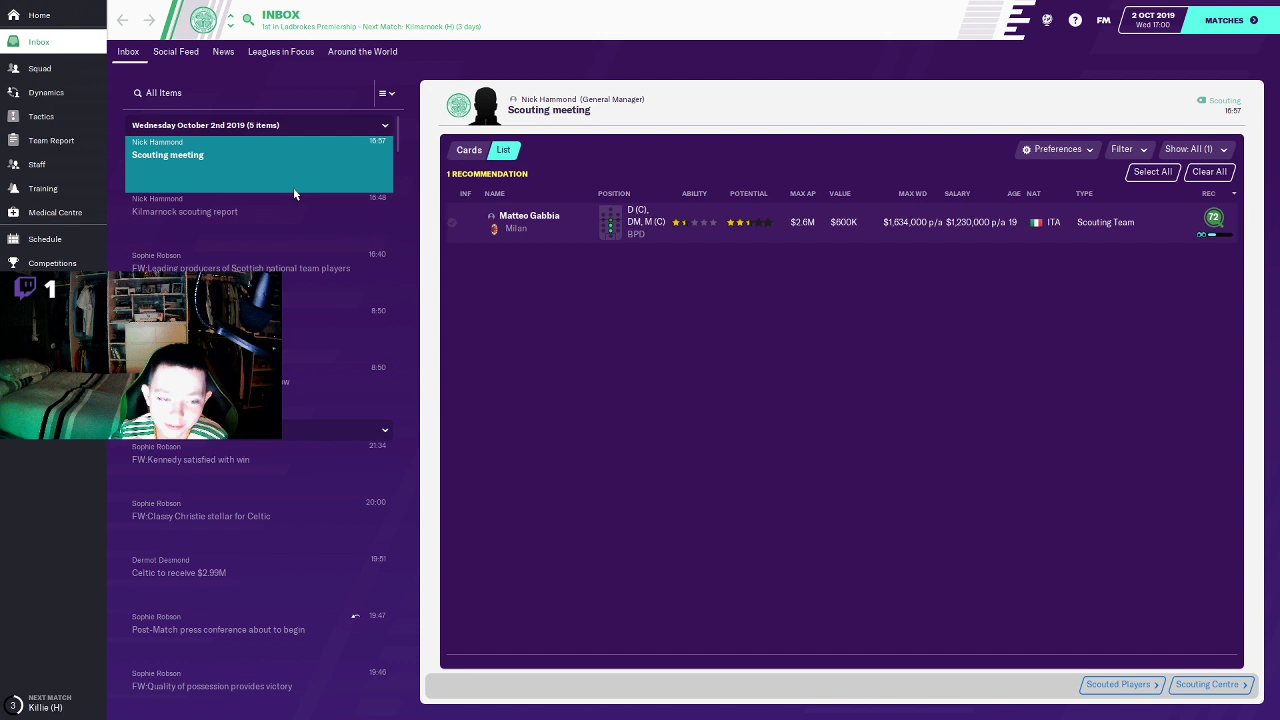 Home
Inbox
Squad
Dynamics
Tactics
Team Report
Staff
Training
Medical Centre
Competitions
1
3
NEXT MATCH
Killie (H)
INBOX
1st in Ladbrokes Premiership - Next Match: Kilmarnock (H) (3 days)
?
FM
2 OCT 2019
Wed 17:00
MATCHES
Inbox
Social Feed
News
Leagues in Focus
Around the World
All Items
Wednesday October 2nd 2019 (5 items)
Nick Hammond
16:57
Scouting meeting
Nick Hammond
16:48
Kilmarnock scouting report
Sophie Robson
16:40
FW:Leading producers of Scottish national team players
8:50
8:50
ow
Sophie Robson
21:34
FW:Kennedy satisfied with win
Sophie Robson
20:00
FW:Classy Christie stellar for Celtic
Dermot Desmond
19:51
Celtic to receive $2.99M
Sophie Robson
19:47
Post-Match press conference about to begin
Sophie Robson
19:46
FW:Quality of possession provides victory
Nick Hammond (General Manager)
Scouting meeting
Scouting
16:57
Cards
List
Preferences
Filter
Show: All (1)
1 RECOMMENDATION
Select All
Clear All
INF NAME POSITION ABILITY POTENTIAL MAX AP VALUE MAX WD SALARY AGE NAT TYPE REC
Matteo Gabbia
Milan
D (C),
DM, M (C)
BPD
$2.6M
$600K
$1,634,000 p/a
$1,230,000 p/a
19
ITA
Scouting Team
72
Scouted Players
Scouting Centre